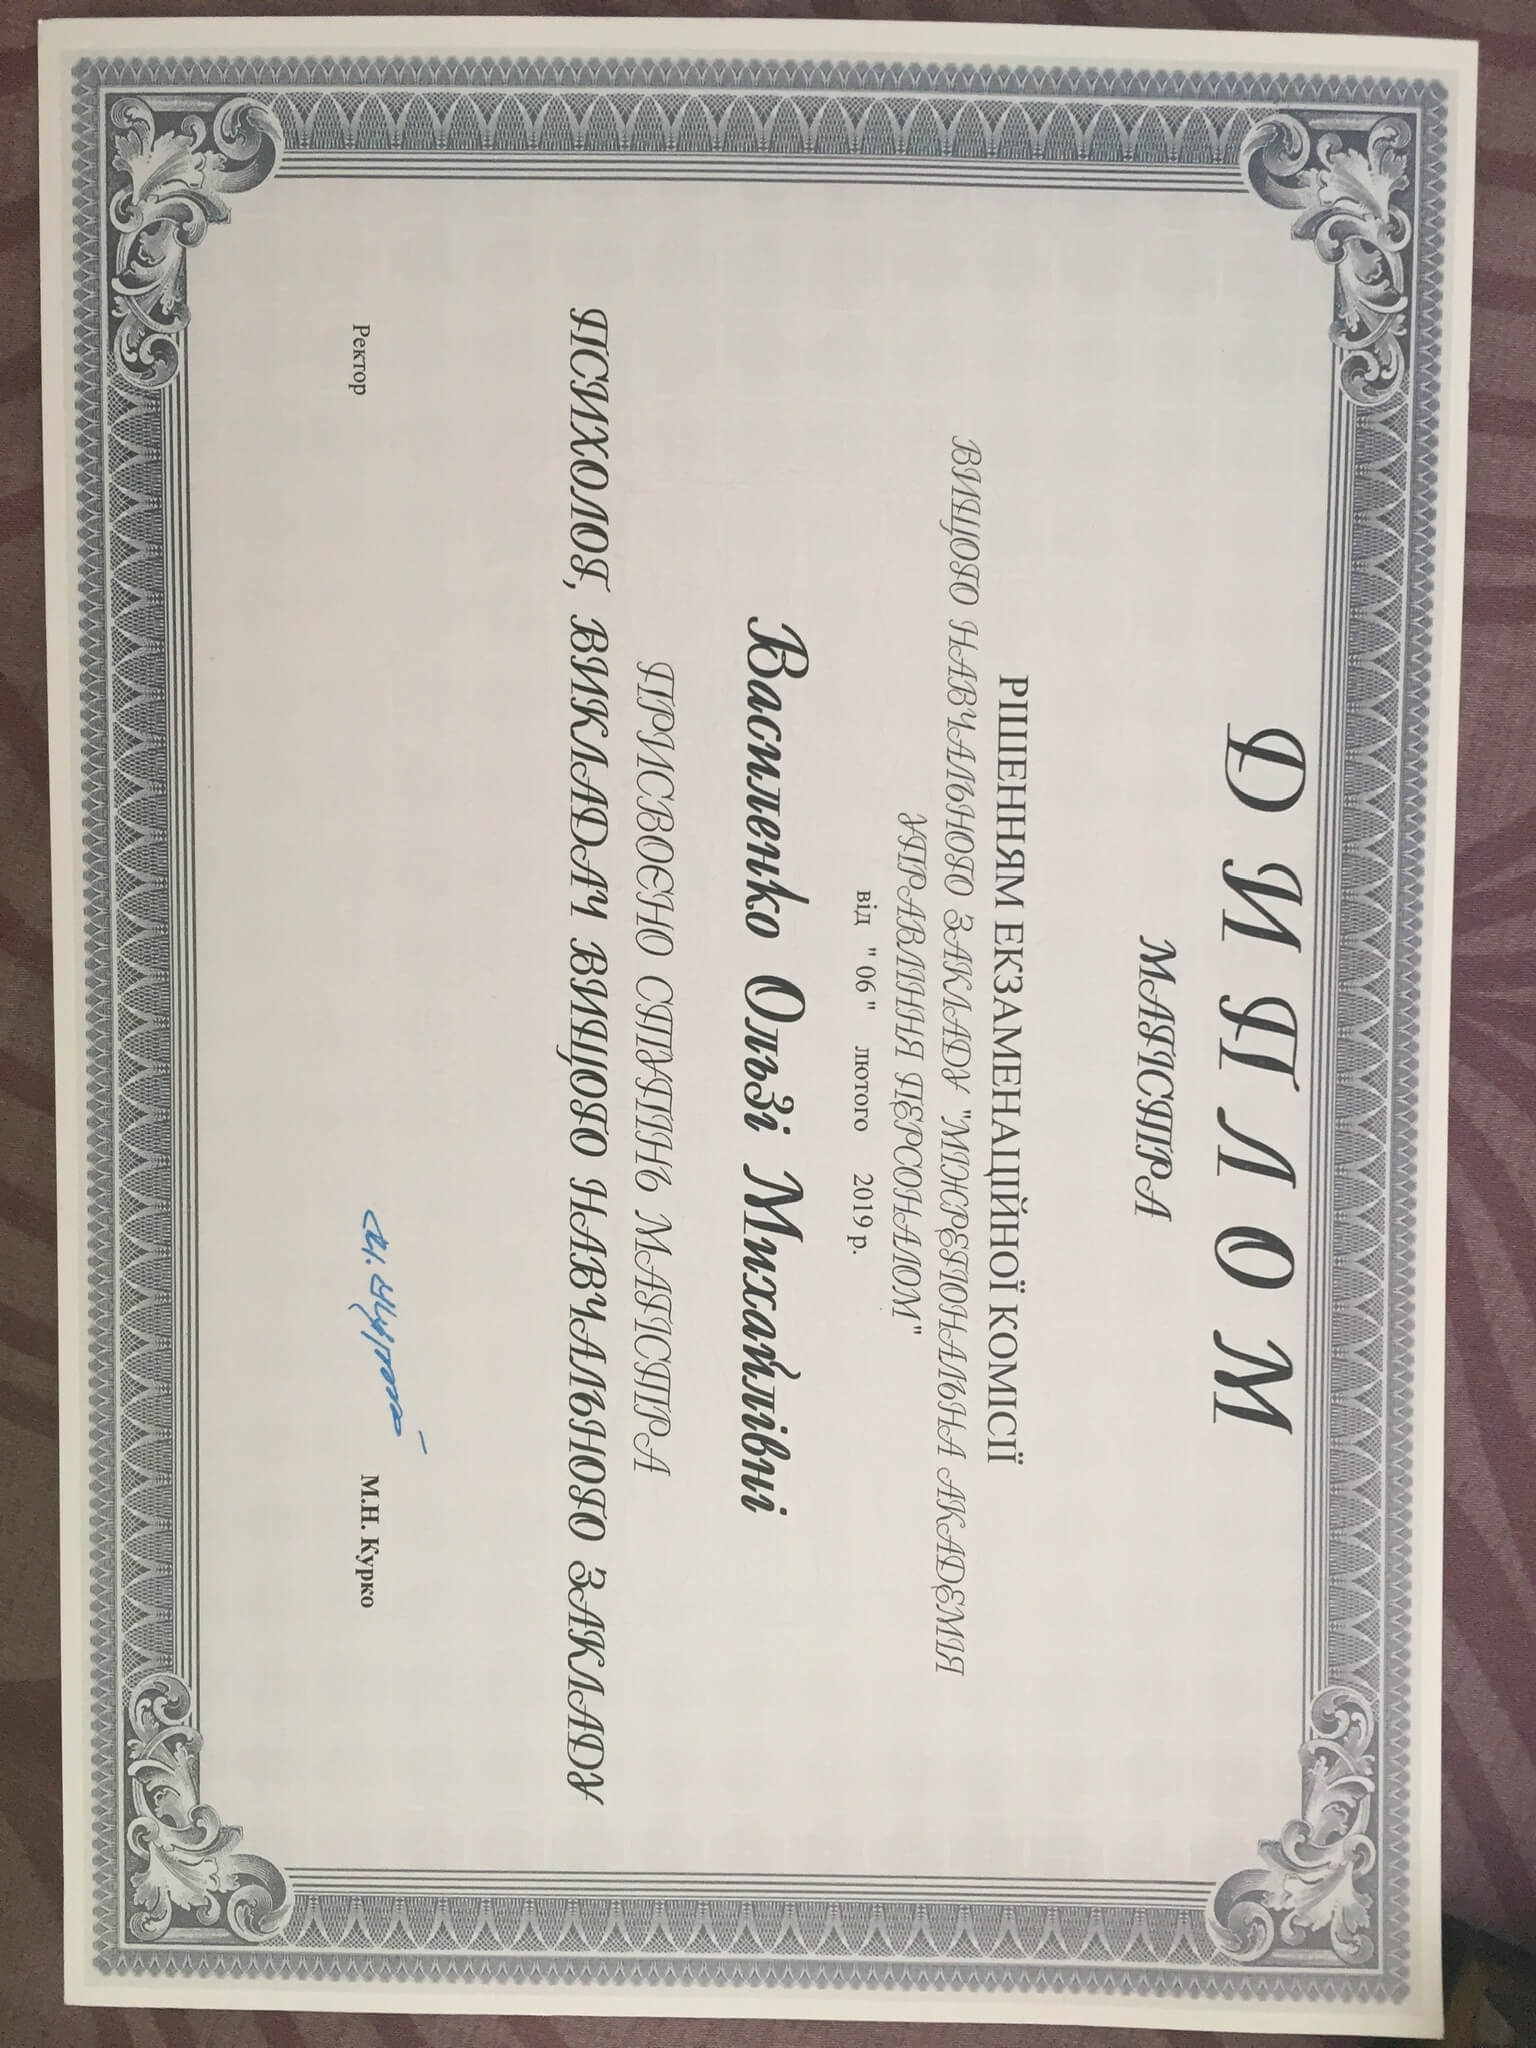 ДИПЛОМ
МАГІСТРА
РІШЕННЯМ ЕКЗАМЕНАЦІЙНОЇ КОМІСІЇ
ВИЩОГО НАВЧАЛЬНОГО ЗАКЛАДУ "МІЖРЕГІОНАЛЬНА АКАДЕМІЯ
УПРАВЛІННЯ ПЕРСОНАЛОМ"
від " 06 " лютого 2019 р.
Василенко Ользі Михайлівні
ПРИСВОЄНО СТУПІНЬ МАГІСТРА
ПСИХОЛОГ, ВИКЛАДАЧ ВИЩОГО НАВЧАЛЬНОГО ЗАКЛАДУ
Ректор М.Н. Курко